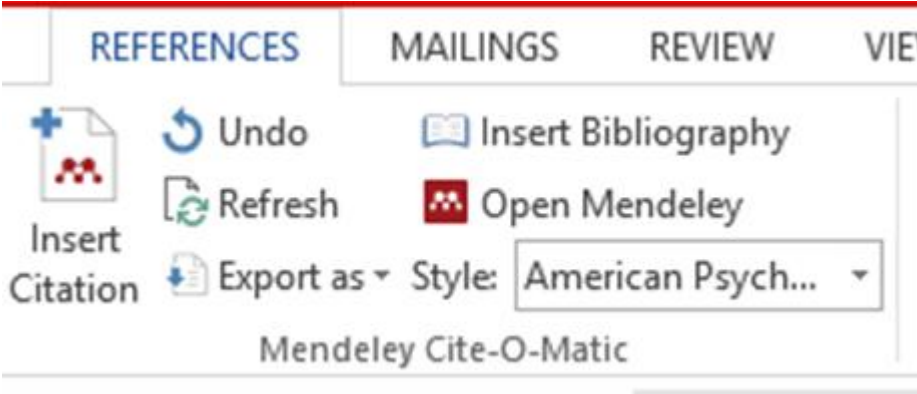 REFERENCES MAILINGS REVIEW VIE
Undo Insert Bibliography
Refresh Open Mendeley
Insert
Citation
Export as Style: American Psych...
Mendeley Cite-O-Matic